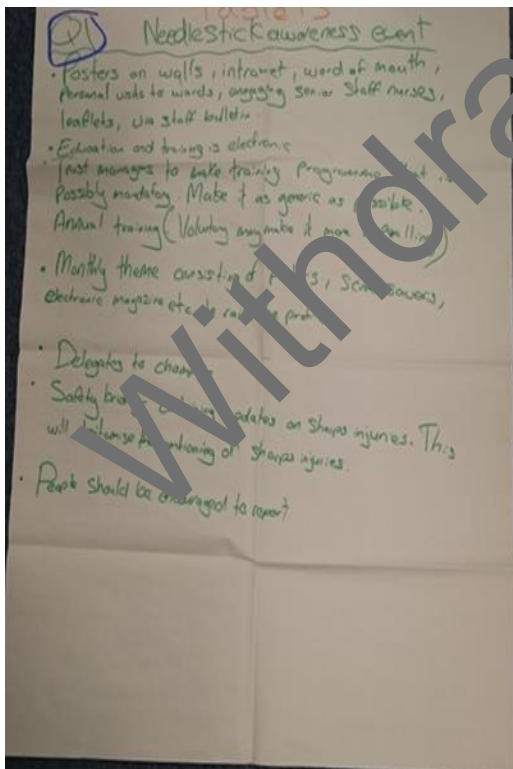 Q1 Needlestick awareness event
• Posters on walls, intranet, word of mouth,
Personal visits to wards, engaging senior Staff nurses,
leaflets, via staff bulletin.
• Education and training is electronic
Trust managers to make training Programme
Possibly mandatory. Make it as generic as possible.
Annual training (Voluntary may make it more
• Monthly theme consisting of
electronic magazine etc
• Delegates to
• Safety updates on Sharps injuries. This
will of sharps injuries.
• People should be encouraged to report
Withdra